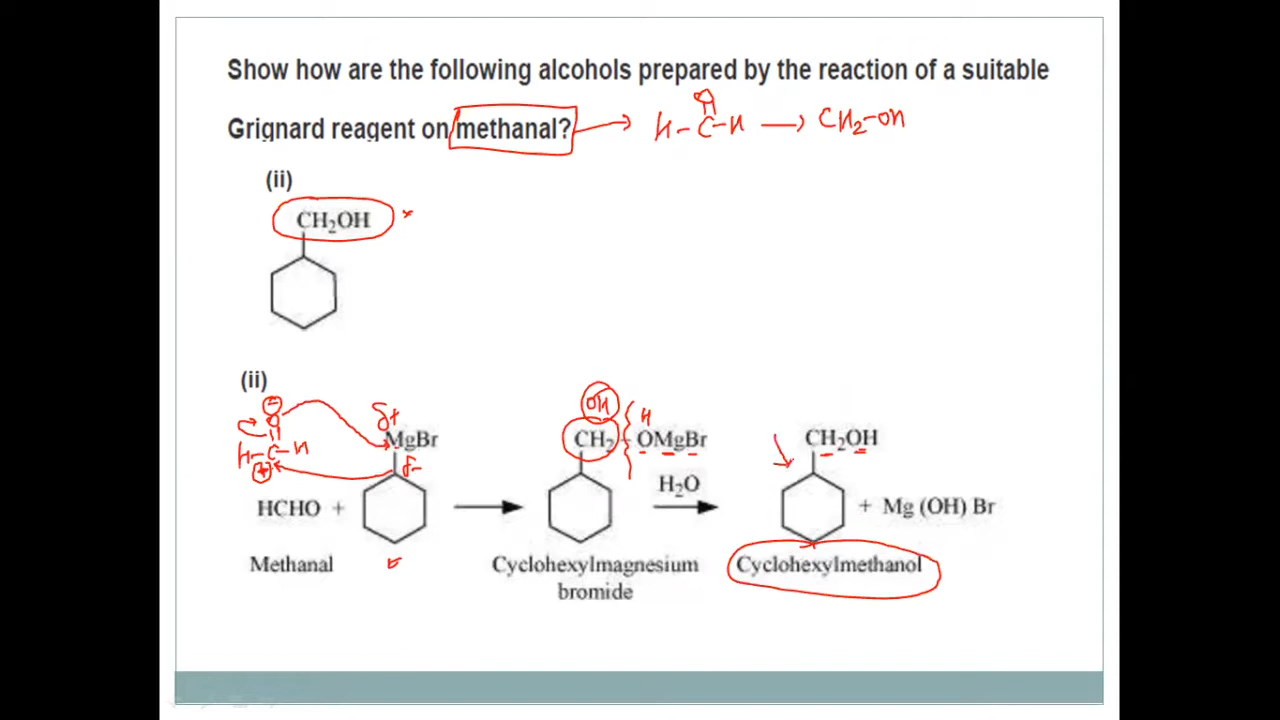 Show how are the following alcohols prepared by the reaction of a suitable
Grignard reagent on methanal? → H-C-H → CH2-OH
O
(ii)
CH2OH
(ii)
OH
δ+
MgBr
CH2 - OMgBr
H
CH2OH
O
H-C-H
δ-
HCHO +
H2O
+ Mg (OH) Br
Methanal
Cyclohexylmagnesium
bromide
Cyclohexylmethanol